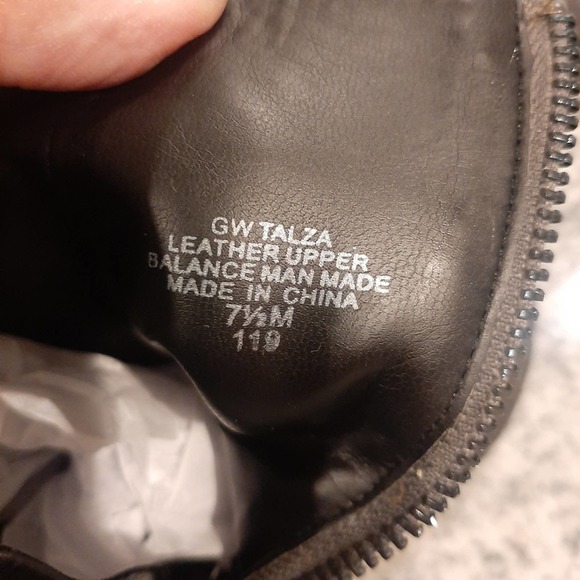 GW TALZA
LEATHER UPPER
BALANCE MAN MADE
MADE IN CHINA
7½M
119